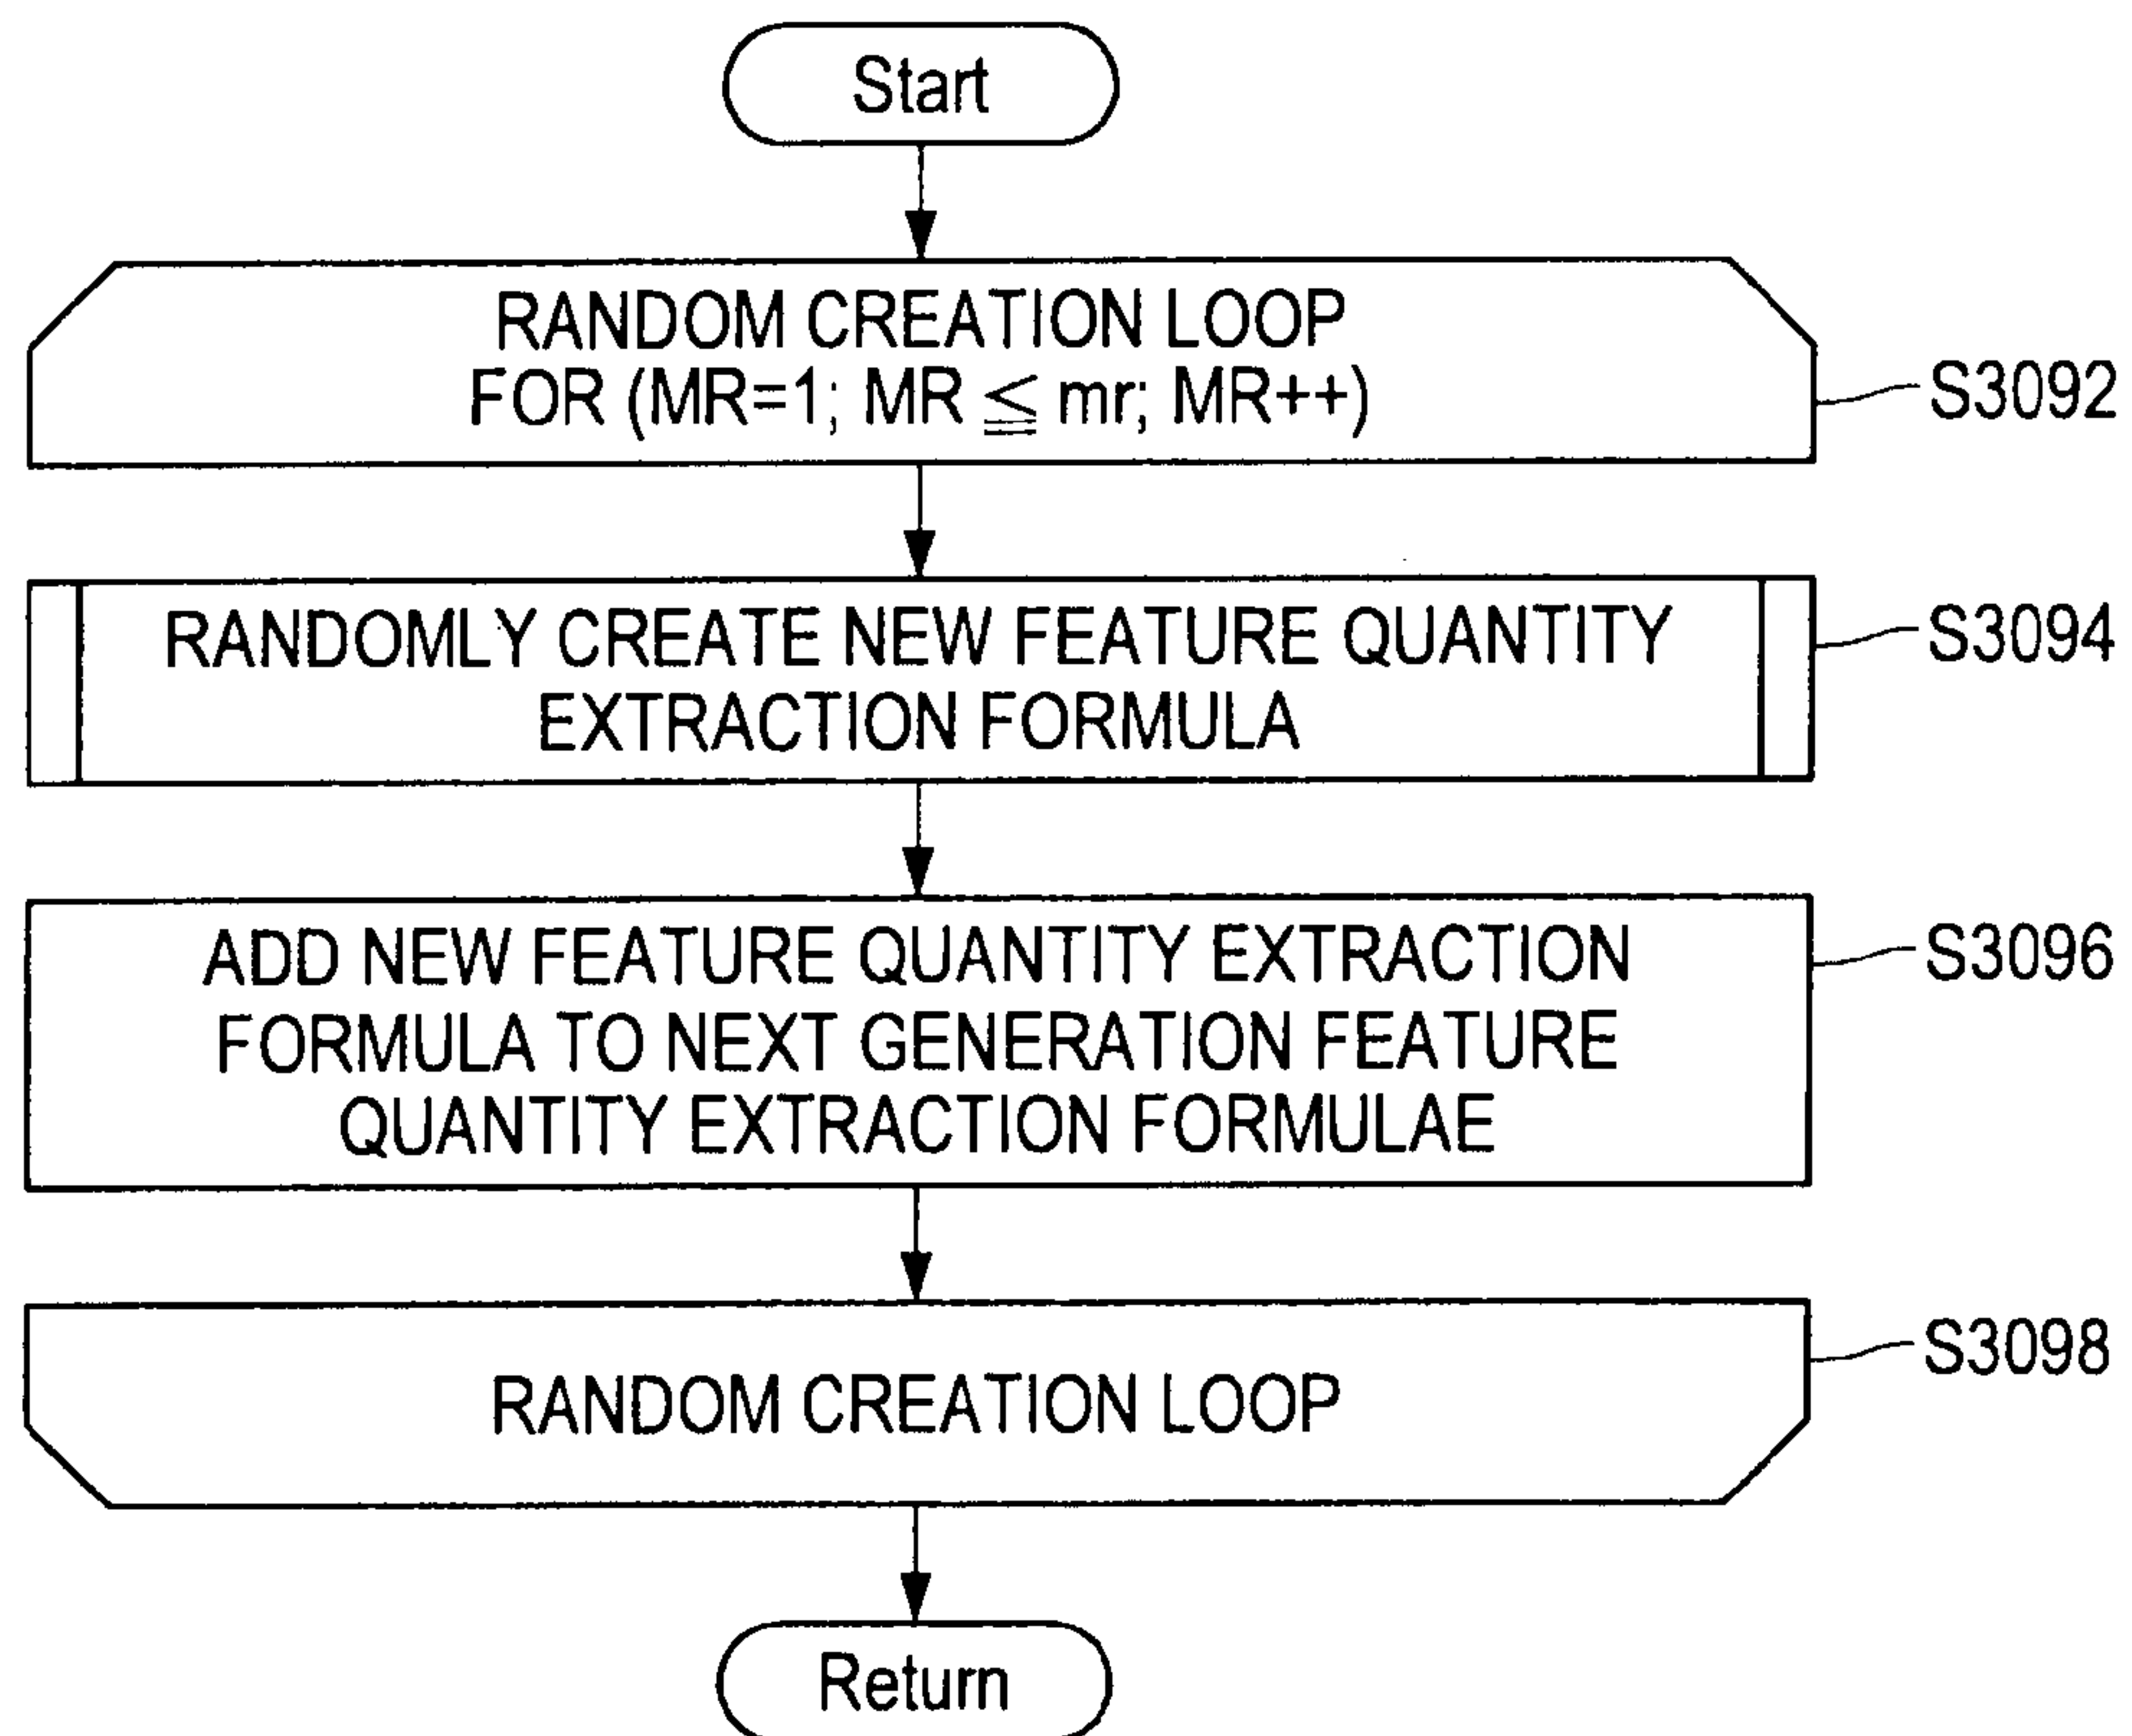 Start
RANDOM CREATION LOOP
FOR (MR=1; MR ≦ mr; MR++)
S3092
RANDOMLY CREATE NEW FEATURE QUANTITY
EXTRACTION FORMULA
S3094
ADD NEW FEATURE QUANTITY EXTRACTION
FORMULA TO NEXT GENERATION FEATURE
QUANTITY EXTRACTION FORMULAE
S3096
RANDOM CREATION LOOP
S3098
Return